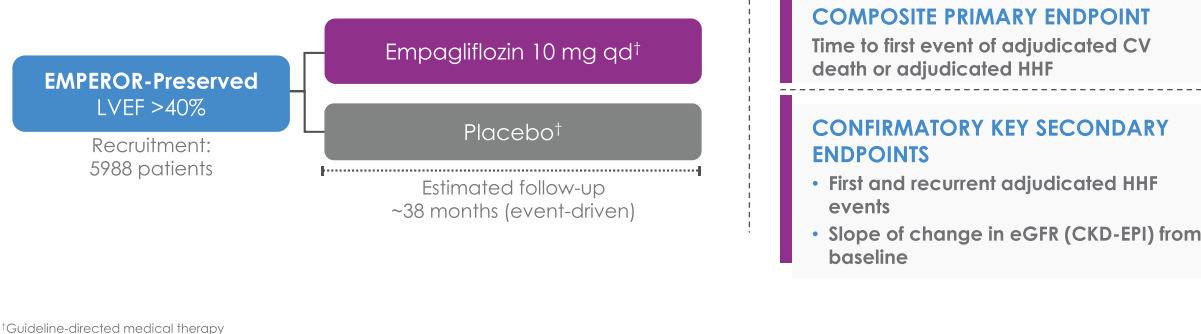 EMPEROR-Preserved
LVEF >40%
Recruitment:
5988 patients
Empagliflozin 10 mg qd†
Placebo†
Estimated follow-up
~38 months (event-driven)
COMPOSITE PRIMARY ENDPOINT
Time to first event of adjudicated CV
death or adjudicated HHF
CONFIRMATORY KEY SECONDARY
ENDPOINTS
• First and recurrent adjudicated HHF
events
• Slope of change in eGFR (CKD-EPI) from
baseline
†Guideline-directed medical therapy